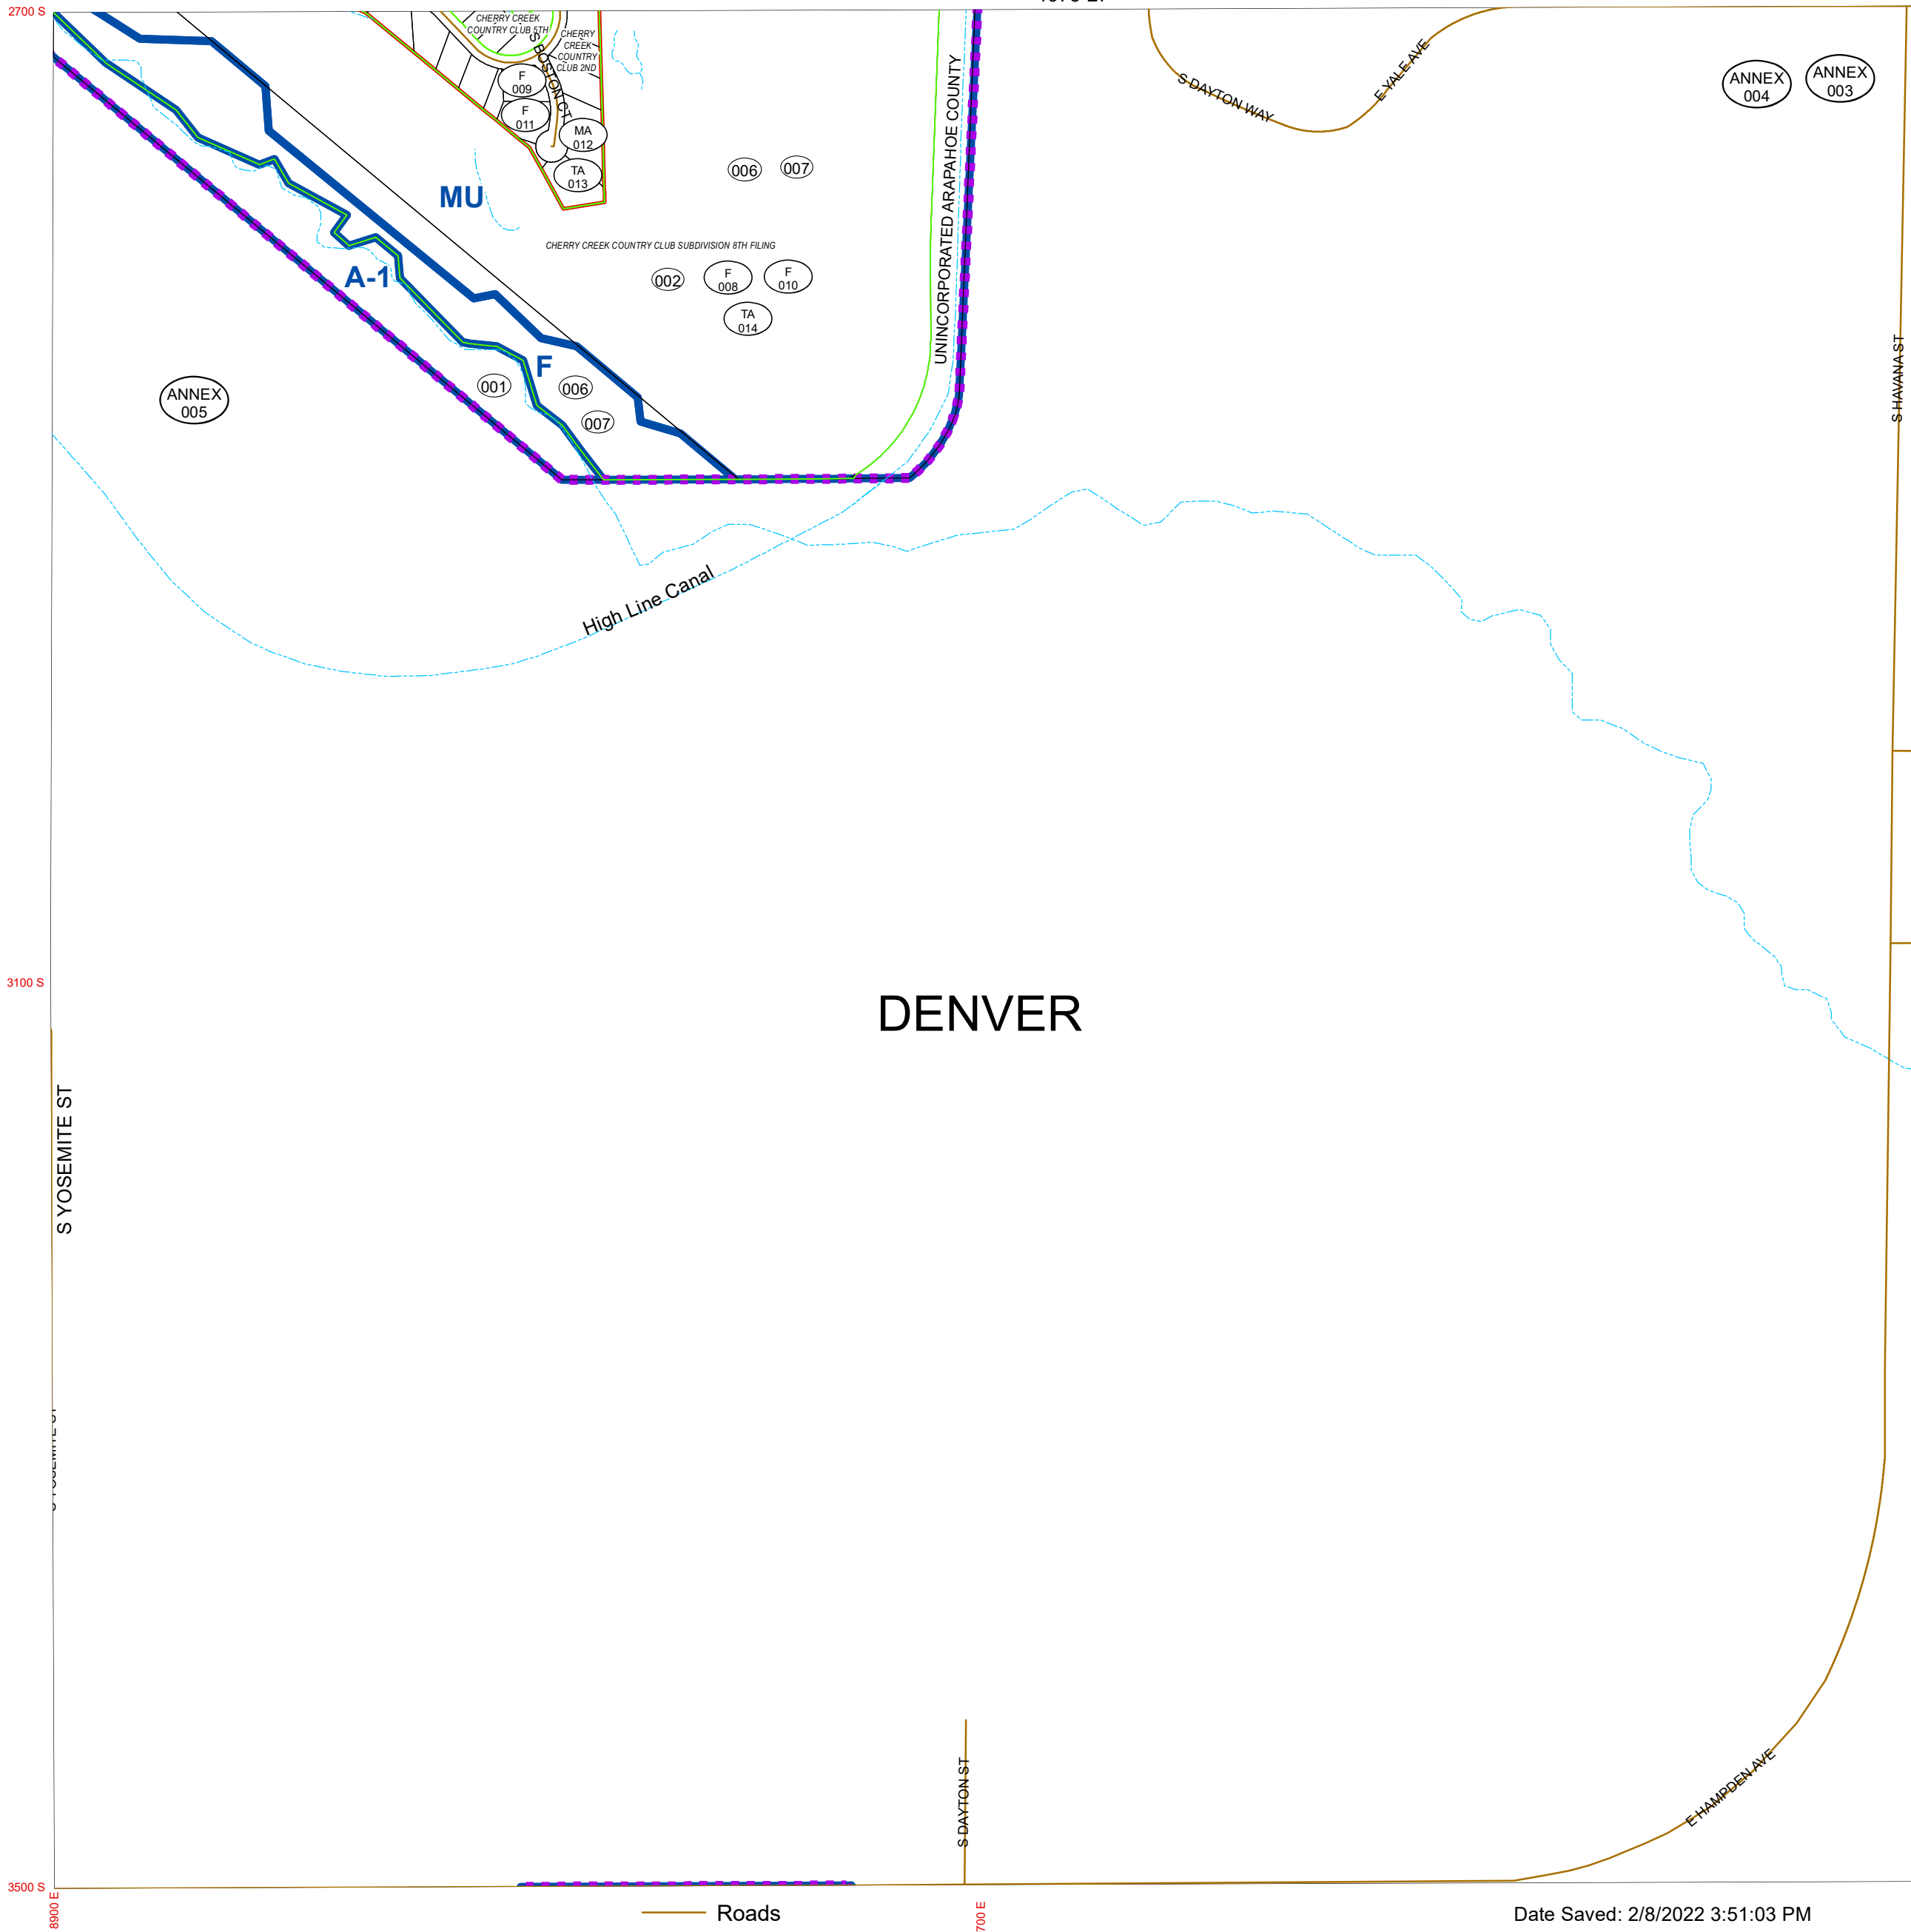 2700 S
CHERRY CREEK
COUNTRY CLUB 5TH
CHERRY
CREEK
COUNTRY
CLUB 2ND
S BOSTON CT
F
009
F
011
MA
012
TA
013
006
007
UNINCORPORATED ARAPAHOE COUNTY
S DAYTON WAY
E YALE AVE
ANNEX
004
ANNEX
003
MU
CHERRY CREEK COUNTRY CLUB SUBDIVISION 8TH FILING
A-1
002
F
008
F
010
TA
014
F
001
006
007
ANNEX
005
S HAVANA ST
High Line Canal
3100 S
DENVER
S YOSEMITE ST
S DAYTON ST
E HAMPDEN AVE
3500 S
8900 E
700 E
Roads
Date Saved: 2/8/2022 3:51:03 PM